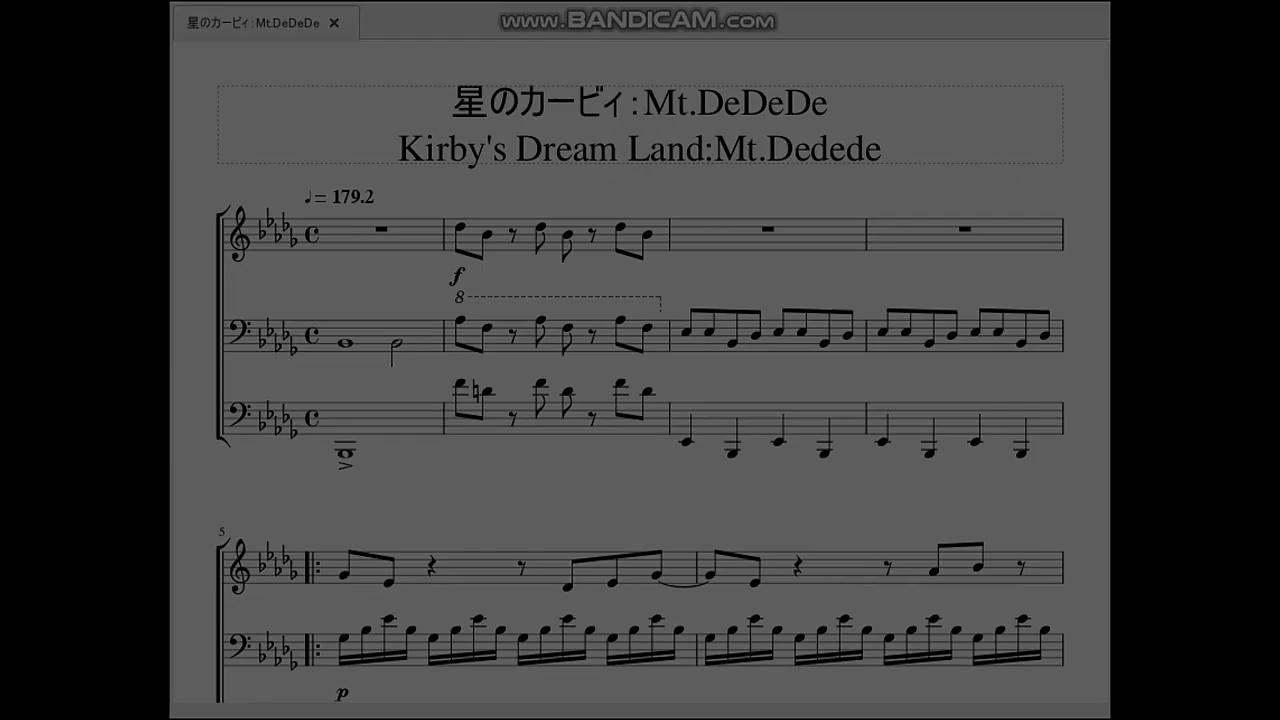 星のカービィ:Mt.DeDeDe ×
www.BANDICAM.com
星のカービィ:Mt.DeDeDe
Kirby's Dream Land:Mt.Dedede
♩= 179.2
f
8
5
p